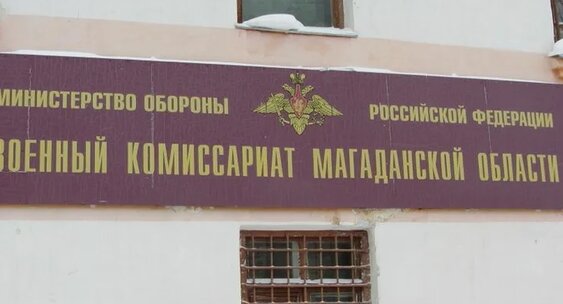 МИНИСТЕРСТВО ОБОРОНЫ РОССИЙСКОЙ ФЕДЕРАЦИИ
ВОЕННЫЙ КОМИССАРИАТ МАГАДАНСКОЙ ОБЛАСТИ